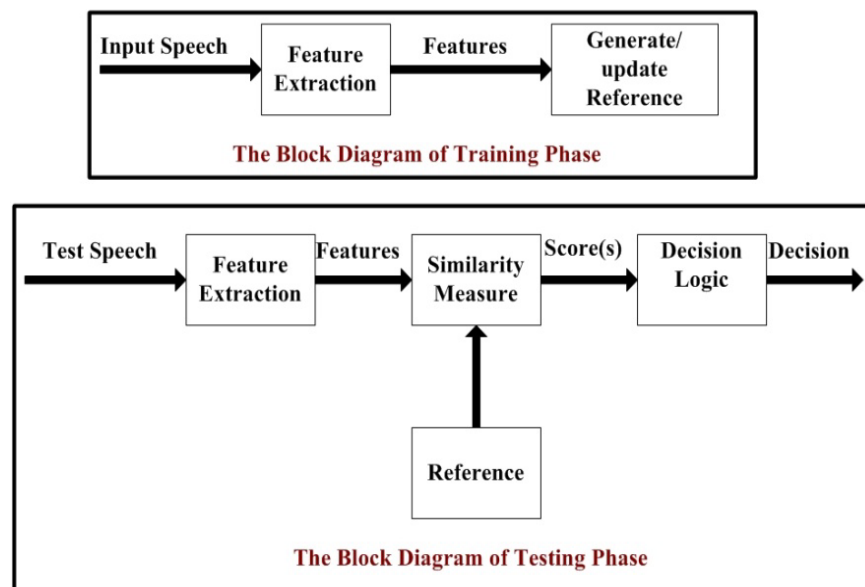 Input Speech
Feature
Extraction
Features
Generate/
update
Reference
The Block Diagram of Training Phase
Test Speech
Feature
Extraction
Features
Similarity
Measure
Score(s)
Decision
Logic
Decision
Reference
The Block Diagram of Testing Phase